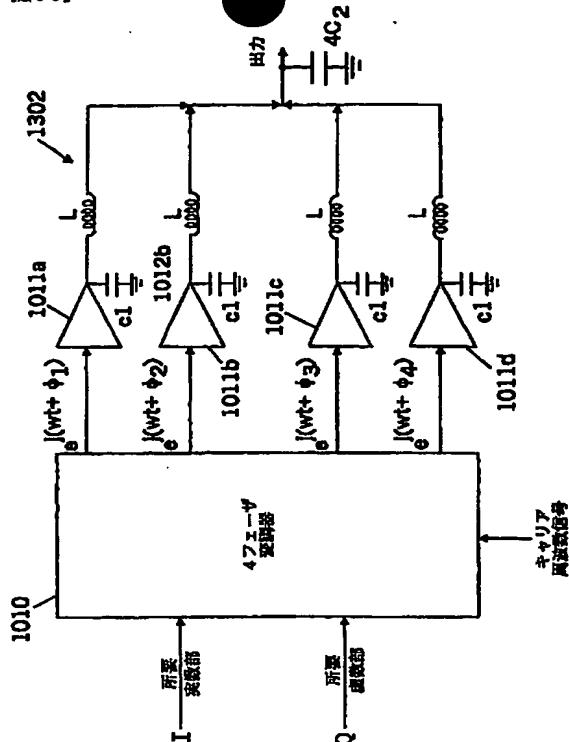 1302
出力
4C2
1011a
L
c1
1012b
L
c1
1011b
1011c
L
c1
L
c1
1011d
e j(wt+ϕ1)
e j(wt+ϕ2)
e j(wt+ϕ3)
e j(wt+ϕ4)
1010
4フェーザ
変調器
所要
実数部
I
所要
虚数部
Q
キャリア
周波数信号